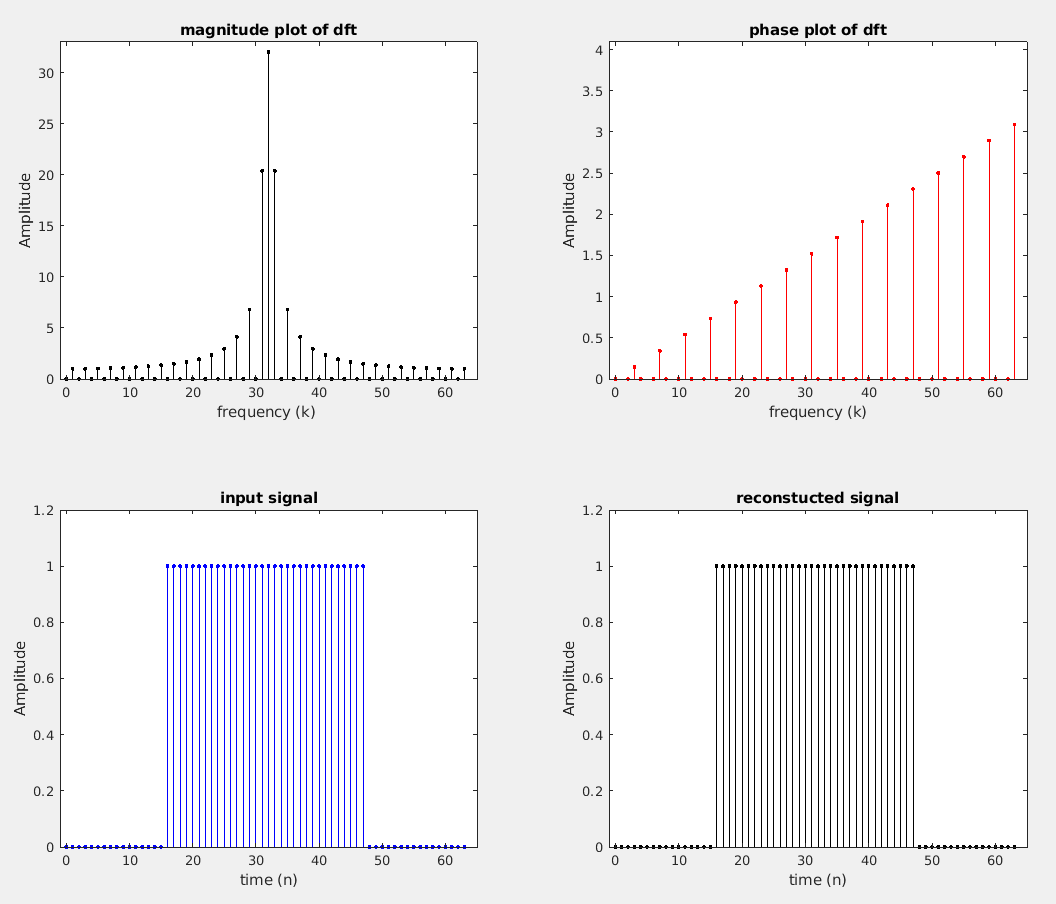 magnitude plot of dft
Amplitude
30
25
20
15
10
5
0
0 10 20 30 40 50 60
frequency (k)
phase plot of dft
Amplitude
4
3.5
3
2.5
2
1.5
1
0.5
0
0 10 20 30 40 50 60
frequency (k)
input signal
Amplitude
1.2
1
0.8
0.6
0.4
0.2
0
0 10 20 30 40 50 60
time (n)
reconstucted signal
Amplitude
1.2
1
0.8
0.6
0.4
0.2
0
0 10 20 30 40 50 60
time (n)